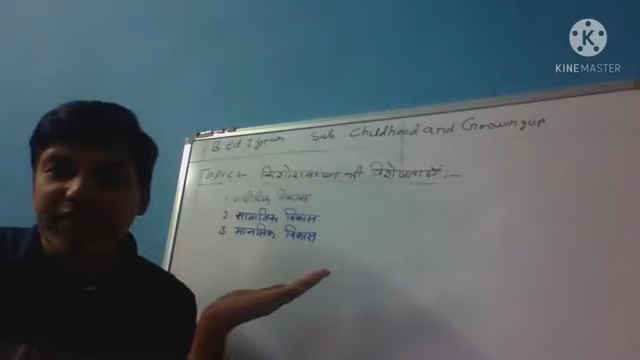 KINEMASTER
B Ed I year Sub Childhood and Growing up
Topic किशोरावस्था की विशेषताएँ :-
1 शारीरिक विकास
2 सामाजिक विकास
3 मानसिक विकास